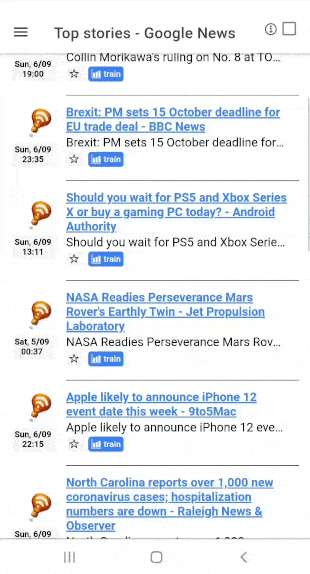 Top stories - Google News
Collin Morikawa's ruling on No. 8 at TO...
Sun, 6/09
19:00
train
Brexit: PM sets 15 October deadline for
EU trade deal - BBC News
Brexit: PM sets 15 October deadline for...
Sun, 6/09
23:35
train
Should you wait for PS5 and Xbox Series
X or buy a gaming PC today? - Android
Authority
Should you wait for PS5 and Xbox Serie...
Sun, 6/09
13:11
train
NASA Readies Perseverance Mars
Rover's Earthly Twin - Jet Propulsion
Laboratory
NASA Readies Perseverance Mars Rov...
Sat, 5/09
00:37
train
Apple likely to announce iPhone 12
event date this week - 9to5Mac
Apple likely to announce iPhone 12 eve...
Sun, 6/09
22:15
train
North Carolina reports over 1,000 new
coronavirus cases; hospitalization
numbers are down - Raleigh News &
Observer
Sun, 6/09